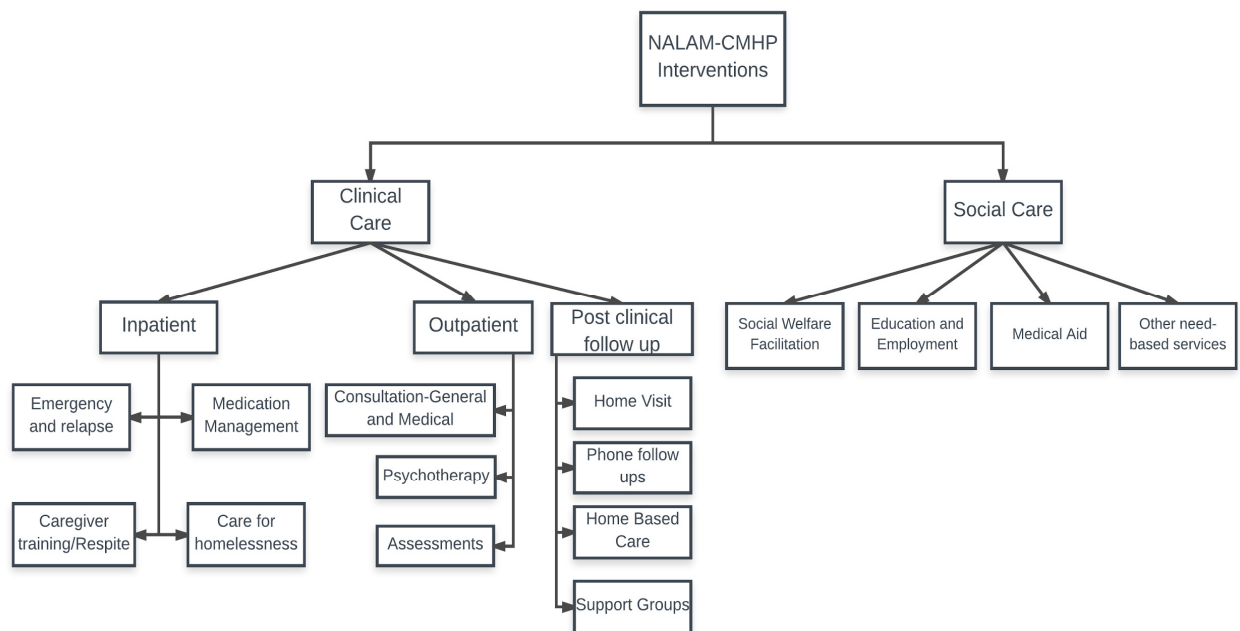 NALAM-CMHP
Interventions
Clinical
Care
Social Care
Inpatient
Outpatient
Post clinical
follow up
Social Welfare
Facilitation
Education and
Employment
Medical Aid
Other need-
based services
Emergency
and relapse
Medication
Management
Caregiver
training/Respite
Care for
homelessness
Consultation-General
and Medical
Psychotherapy
Assessments
Home Visit
Phone follow
ups
Home Based
Care
Support Groups